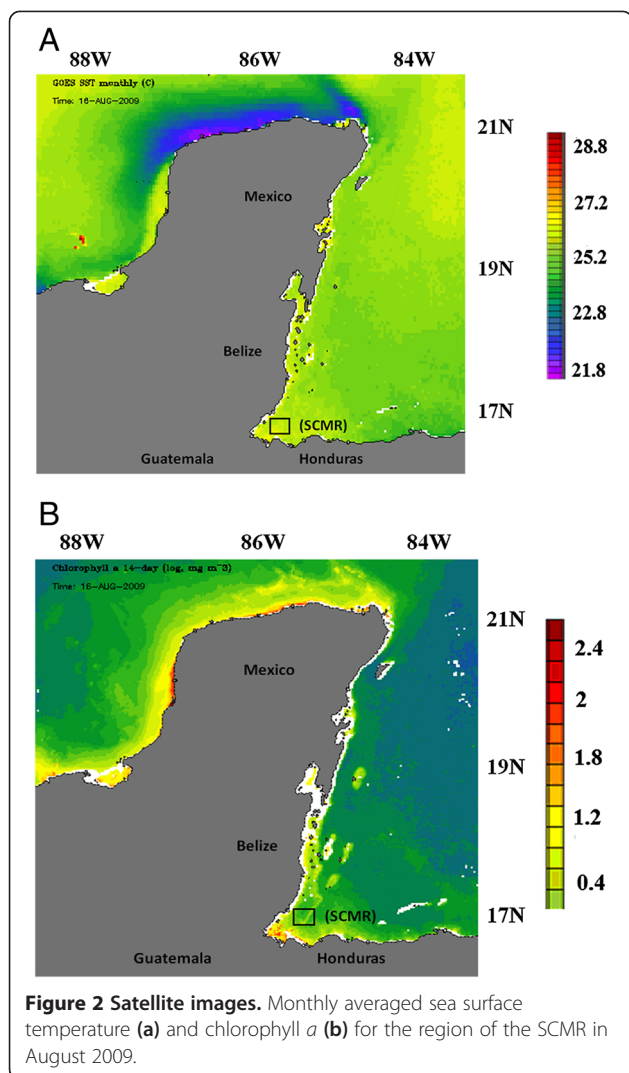 A
88W 86W 84W
GOES SST monthly (C)
Time: 16-AUG-2009
21N
28.8
Mexico
27.2
25.2
19N
22.8
Belize
21.8
17N
(SCMR)
Guatemala Honduras
B
88W 86W 84W
Chlorophyll a 14-day (log, mg m^-3)
Time: 16-AUG-2009
21N
2.4
Mexico
2
1.8
19N
1.2
Belize
0.4
17N
(SCMR)
Guatemala Honduras
Figure 2 Satellite images. Monthly averaged sea surface
temperature (a) and chlorophyll a (b) for the region of the SCMR in
August 2009.